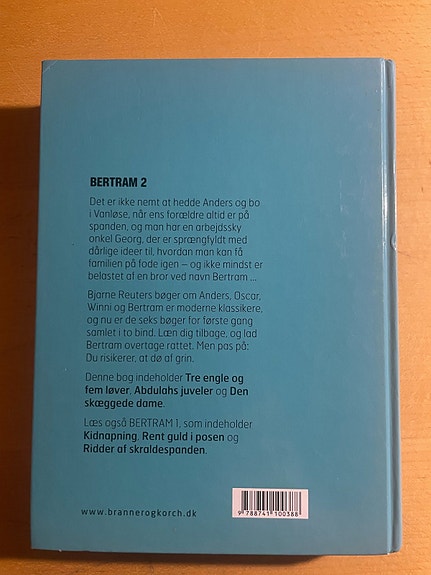 BERTRAM 2
Det er ikke nemt at hedde Anders og bo
i Vanløse, når ens forældre altid er på
spanden, og man har en arbejdssky
onkel Georg, der er sprængfyldt med
dårlige ideer til, hvordan man kan få
familien på fode igen – og ikke mindst er
belastet af en bror ved navn Bertram ...
Bjarne Reuters bøger om Anders, Oscar,
Winni og Bertram er moderne klassikere,
og nu er de seks bøger for første gang
samlet i to bind. Læn dig tilbage, og lad
Bertram overtage rattet. Men pas på:
Du risikerer, at dø af grin.
Denne bog indeholder Tre engle og
fem løver, Abdulahs juveler og Den
skæggede dame.
Læs også BERTRAM 1, som indeholder
Kidnapning, Rent guld i posen og
Ridder af skraldespanden.
www.brannerogkorch.dk
9 788741 100388